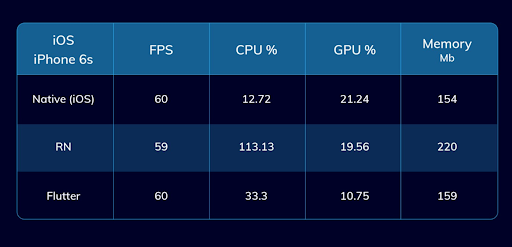 iOS
iPhone 6s
FPS
CPU %
GPU %
Memory
Mb
Native (iOS) 60 12.72 21.24 154
RN 59 113.13 19.56 220
Flutter 60 33.3 10.75 159